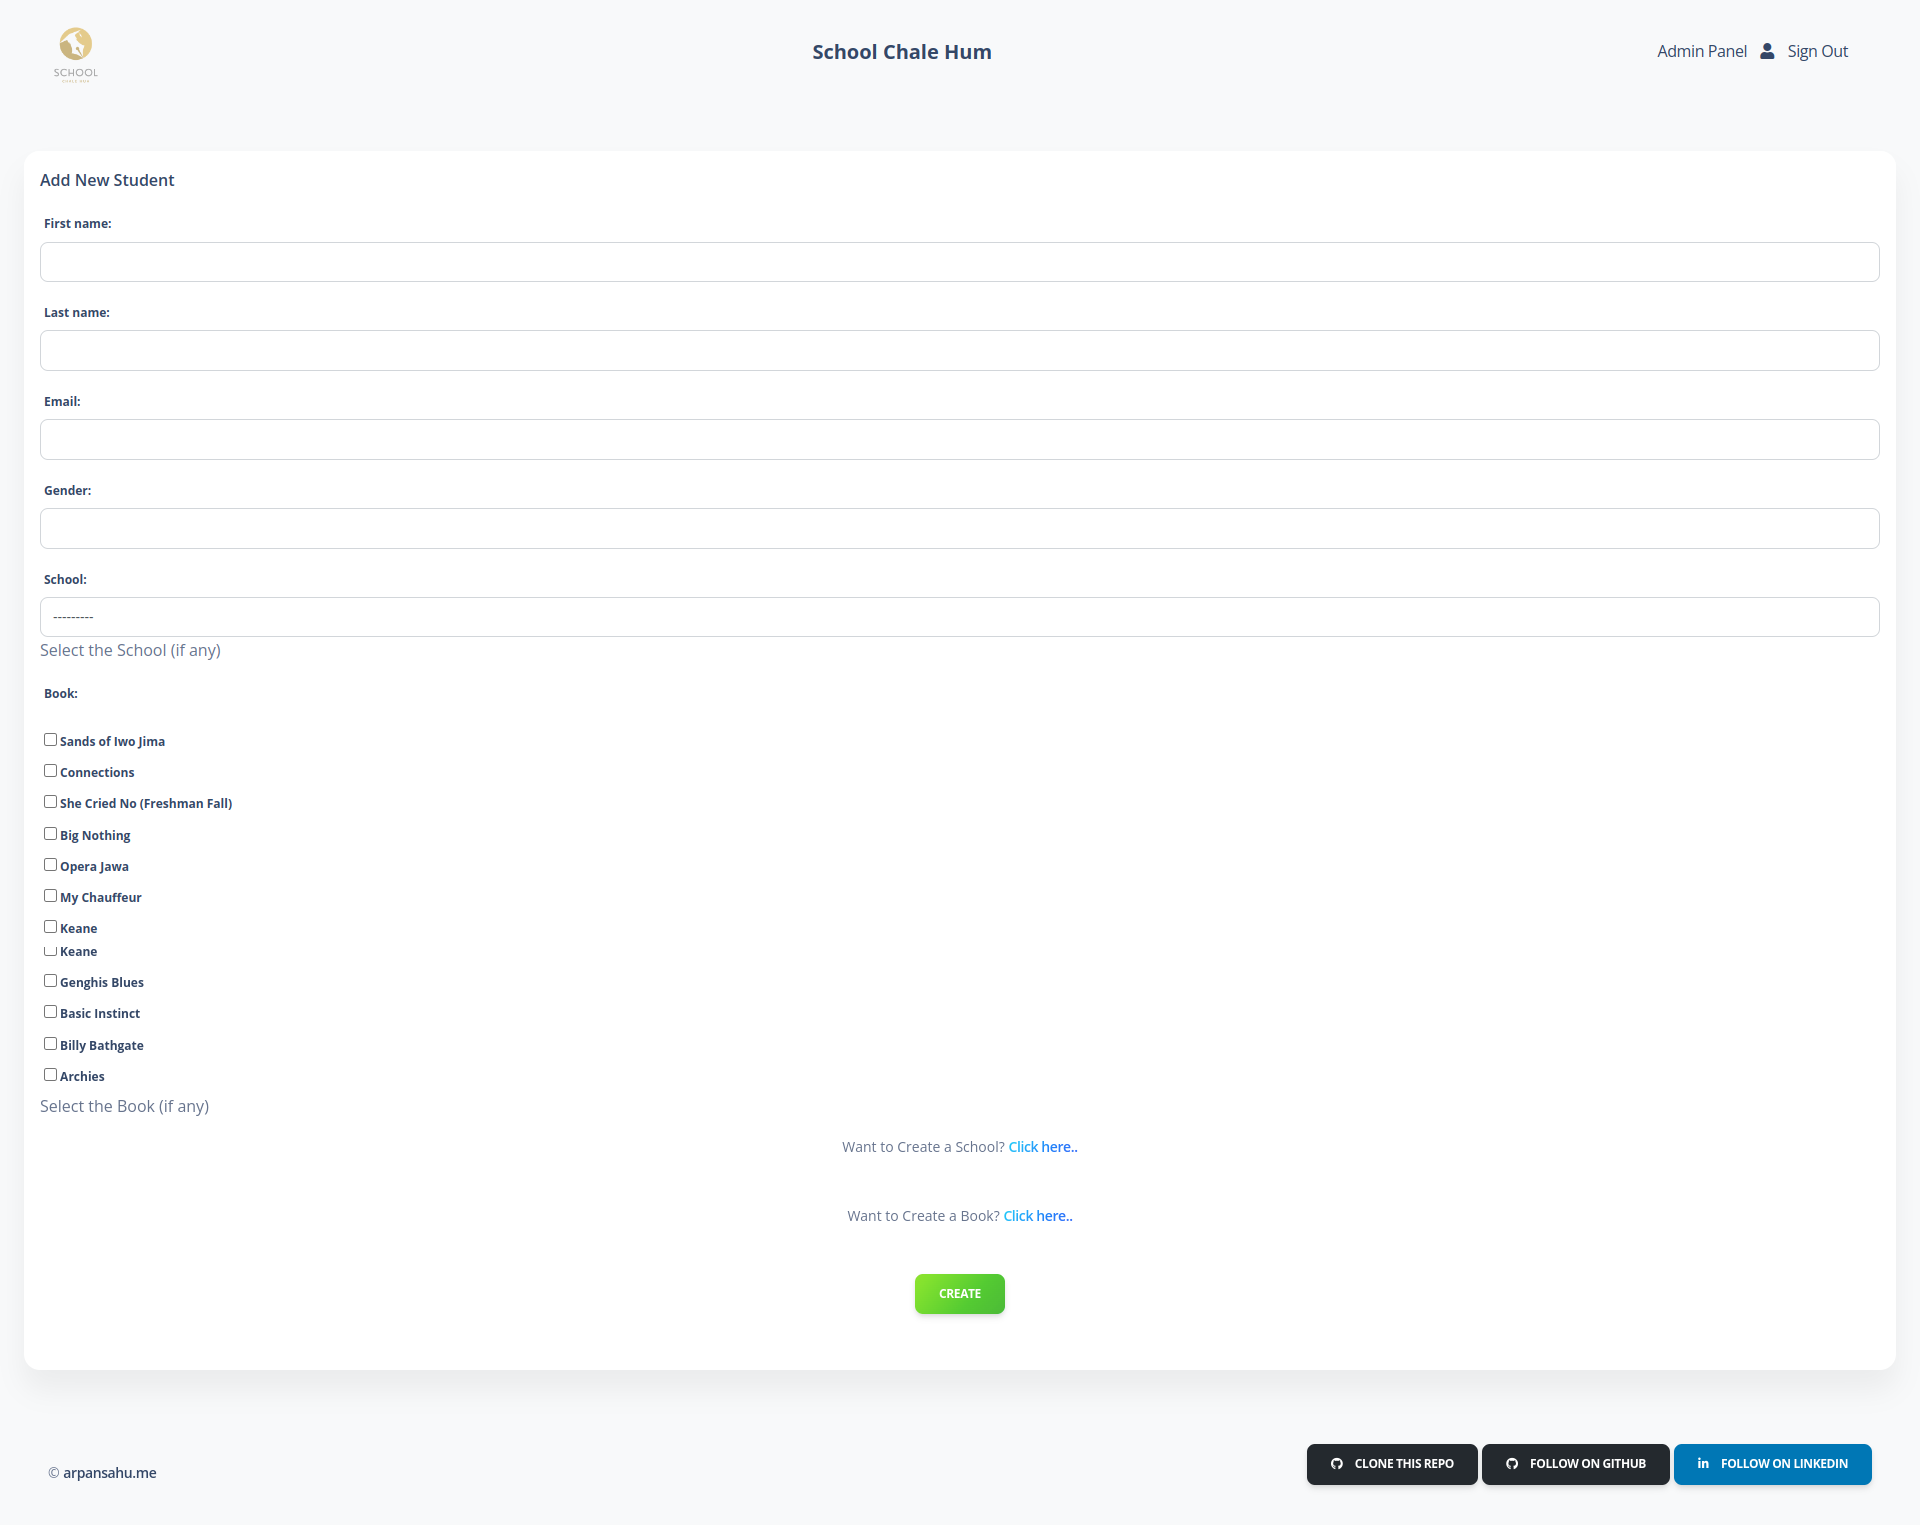 SCHOOL
School Chale Hum
Admin Panel Sign Out
Add New Student
First name:
Last name:
Email:
Gender:
School:
---------
Select the School (if any)
Book:
Sands of Iwo Jima
Connections
She Cried No (Freshman Fall)
Big Nothing
Opera Jawa
My Chauffeur
Keane
Keane
Genghis Blues
Basic Instinct
Billy Bathgate
Archies
Select the Book (if any)
Want to Create a School? Click here..
Want to Create a Book? Click here..
CREATE
© arpansahu.me
CLONE THIS REPO
FOLLOW ON GITHUB
FOLLOW ON LINKEDIN